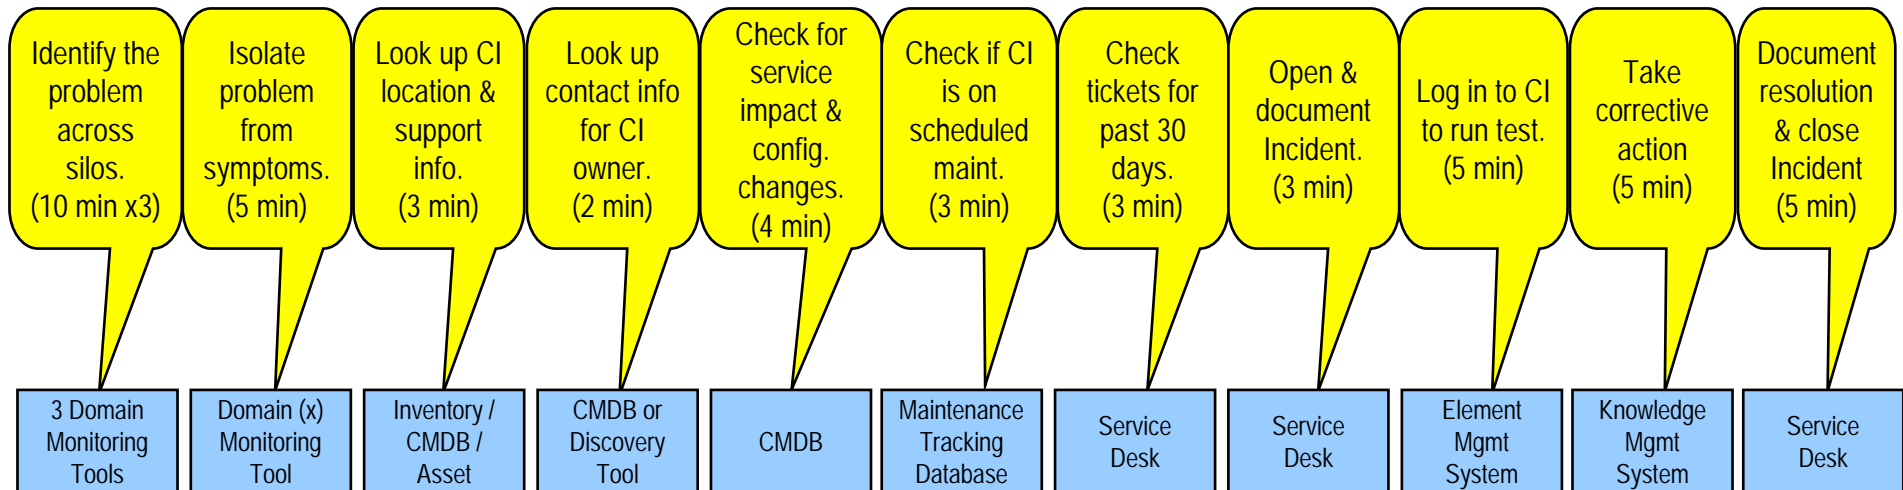 Identify the
problem
across
silos.
(10 min x3)
Isolate
problem
from
symptoms.
(5 min)
Look up CI
location &
support
info.
(3 min)
Look up
contact info
for CI
owner.
(2 min)
Check for
service
impact &
config.
changes.
(4 min)
Check if CI
is on
scheduled
maint.
(3 min)
Check
tickets for
past 30
days.
(3 min)
Open &
document
Incident.
(3 min)
Log in to CI
to run test.
(5 min)
Take
corrective
action
(5 min)
Document
resolution
& close
Incident
(5 min)
3 Domain
Monitoring
Tools
Domain (x)
Monitoring
Tool
Inventory /
CMDB /
Asset
CMDB or
Discovery
Tool
CMDB
Maintenance
Tracking
Database
Service
Desk
Service
Desk
Element
Mgmt
System
Knowledge
Mgmt
System
Service
Desk